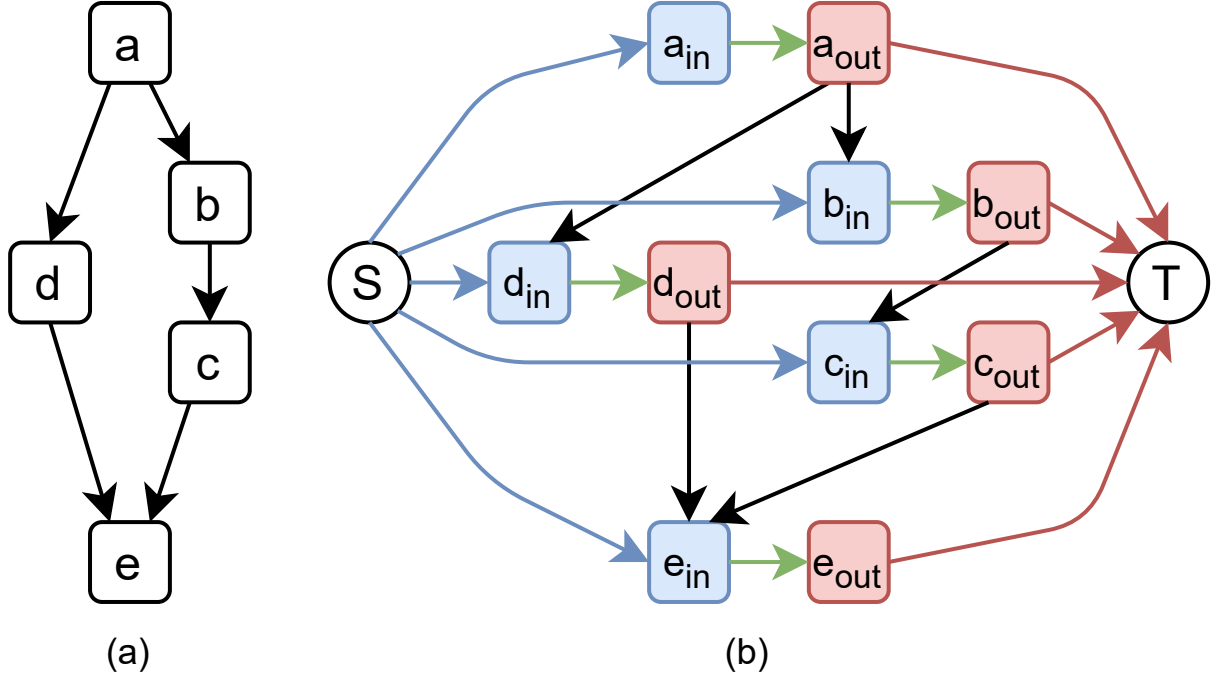 a
a_in a_out
b
b_in b_out
d
S
d_in d_out
T
c
c_in c_out
e
e_in e_out
(a)
(b)